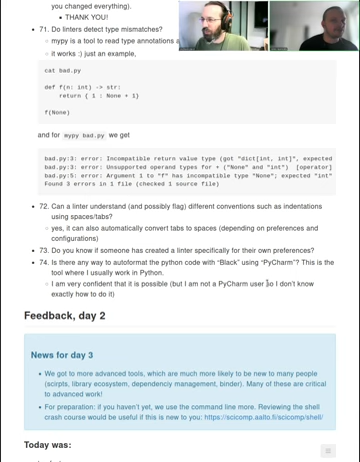 you changed everything).
▪ THANK YOU!
• 71. Do linters detect type mismatches?
○ mypy is a tool to read type annotations a
○ it works :) just an example,
cat bad.py
def f(n: int) -> str:
return { 1 : None + 1}
f(None)
and for mypy bad.py we get
bad.py:3: error: Incompatible return value type (got "dict[int, int]", expected
bad.py:3: error: Unsupported operand types for + ("None" and "int") [operator]
bad.py:5: error: Argument 1 to "f" has incompatible type "None"; expected "int"
Found 3 errors in 1 file (checked 1 source file)
• 72. Can a linter understand (and possibly flag) different conventions such as indentations
using spaces/tabs?
○ yes, it can also automatically convert tabs to spaces (depending on preferences and
configurations)
• 73. Do you know if someone has created a linter specifically for their own preferences?
• 74. Is there any way to autoformat the python code with “Black” using “PyCharm”? This is the
tool where I usually work in Python.
○ I am very confident that it is possible (but I am not a PyCharm user so I don’t know
exactly how to do it)
Feedback, day 2
News for day 3
• We got to more advanced tools, which are much more likely to be new to many people
(scirpts, library ecosystem, dependenciy management, binder). Many of these are critical
to advanced work!
• For preparation: if you haven’t yet, we use the command line more. Reviewing the shell
crash course would be useful if this is new to you: https://scicomp.aalto.fi/scicomp/shell/
Today was: